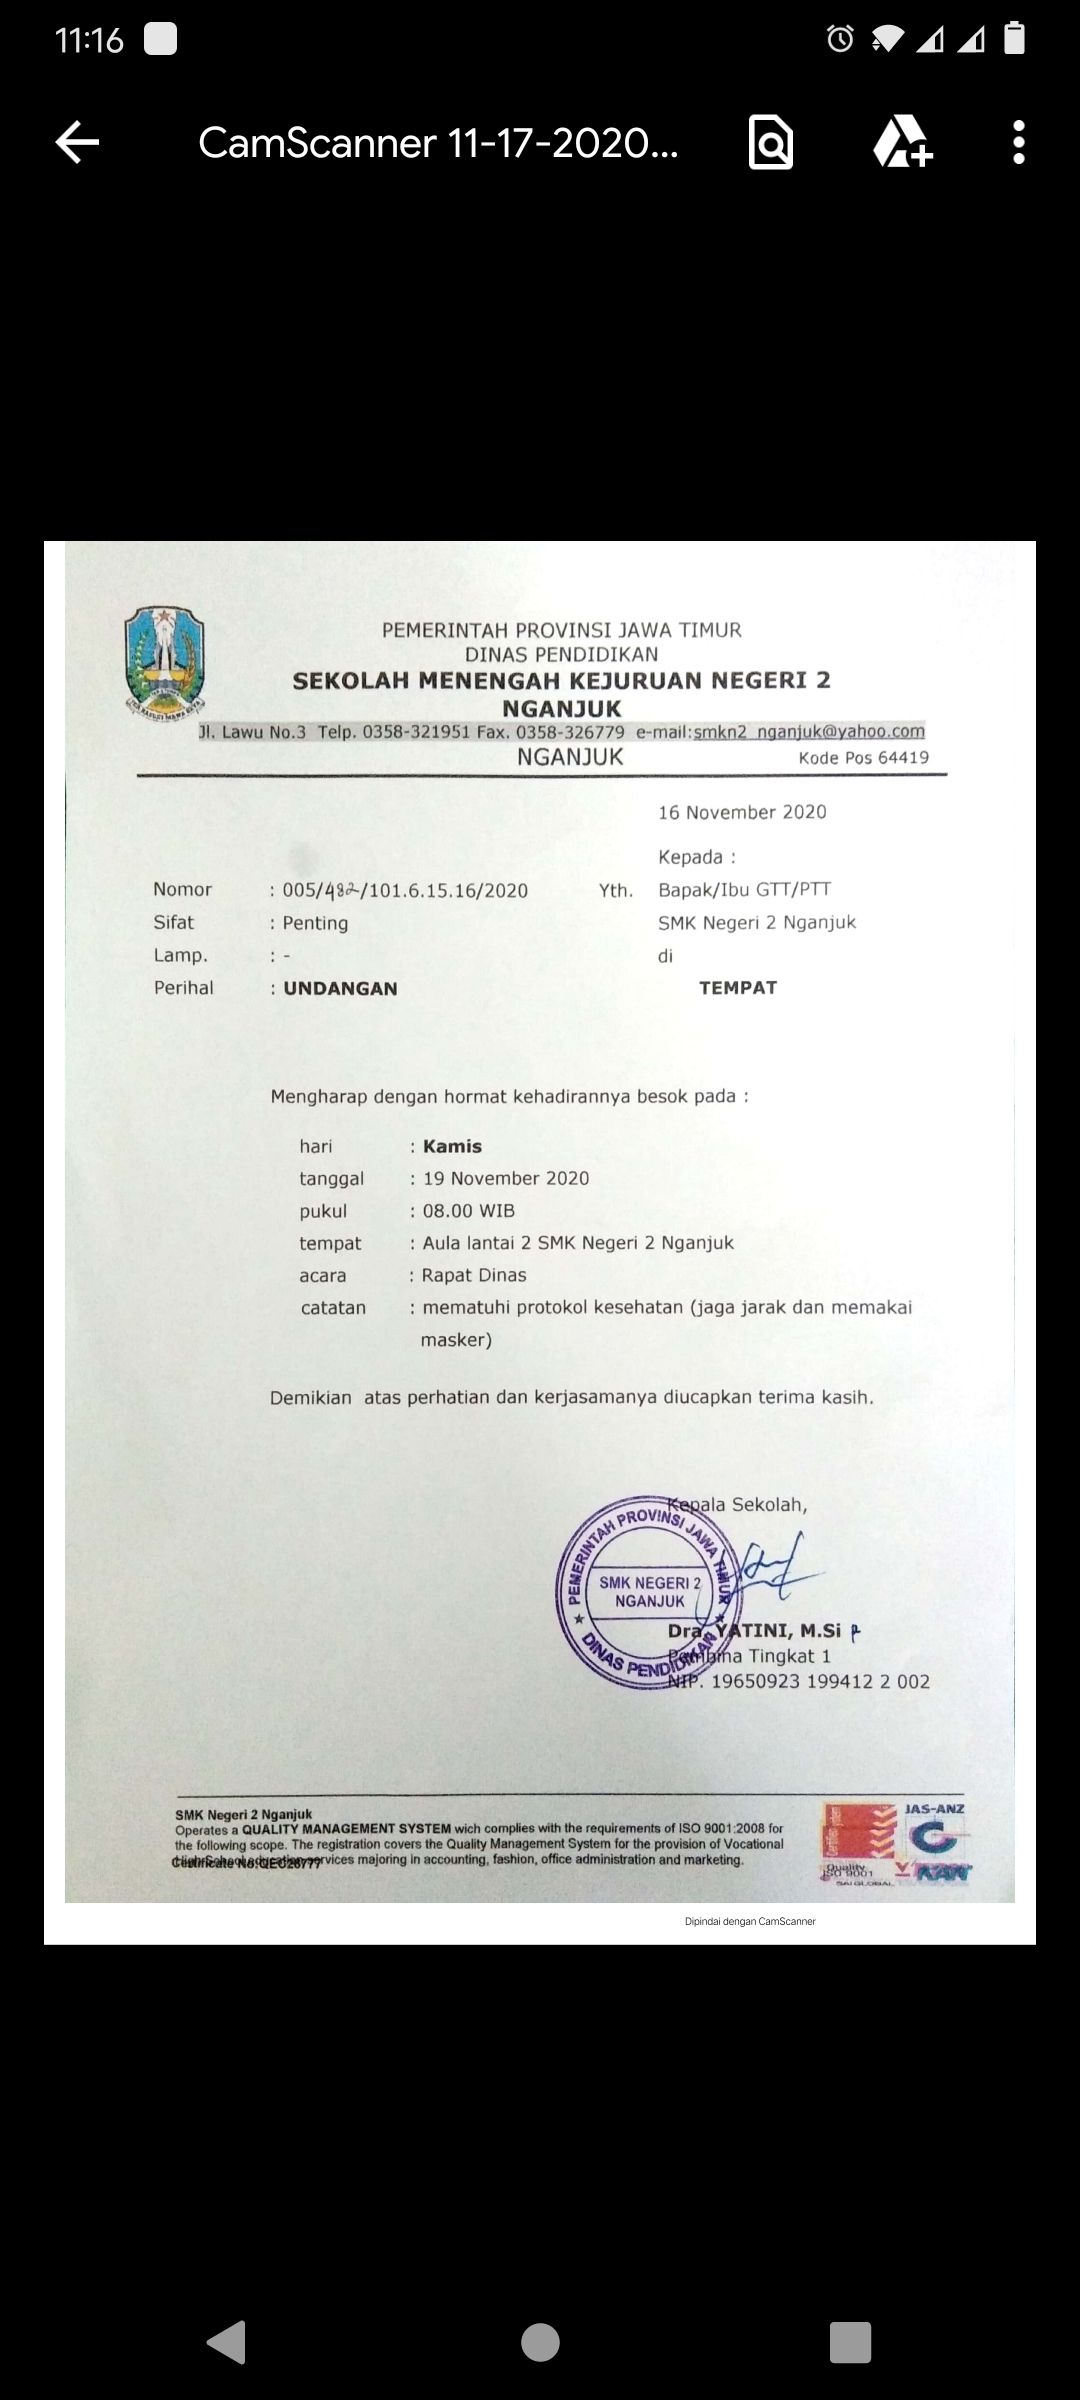 11:16
CamScanner 11-17-2020...
PEMERINTAH PROVINSI JAWA TIMUR
DINAS PENDIDIKAN
SEKOLAH MENENGAH KEJURUAN NEGERI 2
NGANJUK
Jl. Lawu No.3 Telp. 0358-321951 Fax. 0358-326779 e-mail:smkn2_nganjuk@yahoo.com
NGANJUK Kode Pos 64419
16 November 2020
Kepada :
Nomor : 005/482/101.6.15.16/2020 Yth. Bapak/Ibu GTT/PTT
Sifat : Penting SMK Negeri 2 Nganjuk
Lamp. : - di
Perihal : UNDANGAN TEMPAT
Mengharap dengan hormat kehadirannya besok pada :
hari : Kamis
tanggal : 19 November 2020
pukul : 08.00 WIB
tempat : Aula lantai 2 SMK Negeri 2 Nganjuk
acara : Rapat Dinas
catatan : mematuhi protokol kesehatan (jaga jarak dan memakai
masker)
Demikian atas perhatian dan kerjasamanya diucapkan terima kasih.
Kepala Sekolah,
PEMERINTAH PROVINSI JAWA TIMUR
SMK NEGERI 2
NGANJUK
DINAS PENDIDIKAN
Dra. YATINI, M.Si
Pembina Tingkat 1
NIP. 19650923 199412 2 002
SMK Negeri 2 Nganjuk
Operates a QUALITY MANAGEMENT SYSTEM wich complies with the requirements of ISO 9001:2008 for
the following scope. The registration covers the Quality Management System for the provision of Vocational
High School education services majoring in accounting, fashion, office administration and marketing.
Certificate No:QEC28777
JAS-ANZ
Certified System
Quality
ISO 9001
SAI GLOBAL
KAN
Dipindai dengan CamScanner